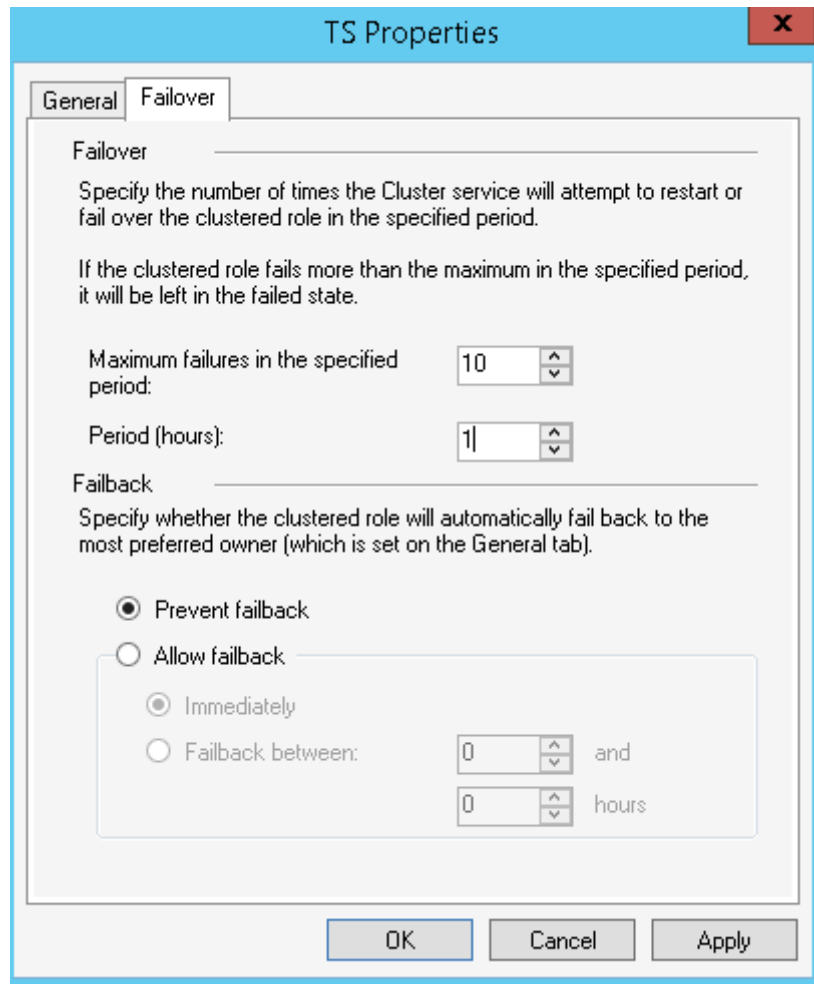 TS Properties
x
General
Failover
Failover
Specify the number of times the Cluster service will attempt to restart or
fail over the clustered role in the specified period.
If the clustered role fails more than the maximum in the specified period,
it will be left in the failed state.
Maximum failures in the specified
period:
10
Period (hours):
1
Failback
Specify whether the clustered role will automatically fail back to the
most preferred owner (which is set on the General tab).
Prevent failback
Allow failback
Immediately
Failback between:
0
and
0
hours
OK
Cancel
Apply